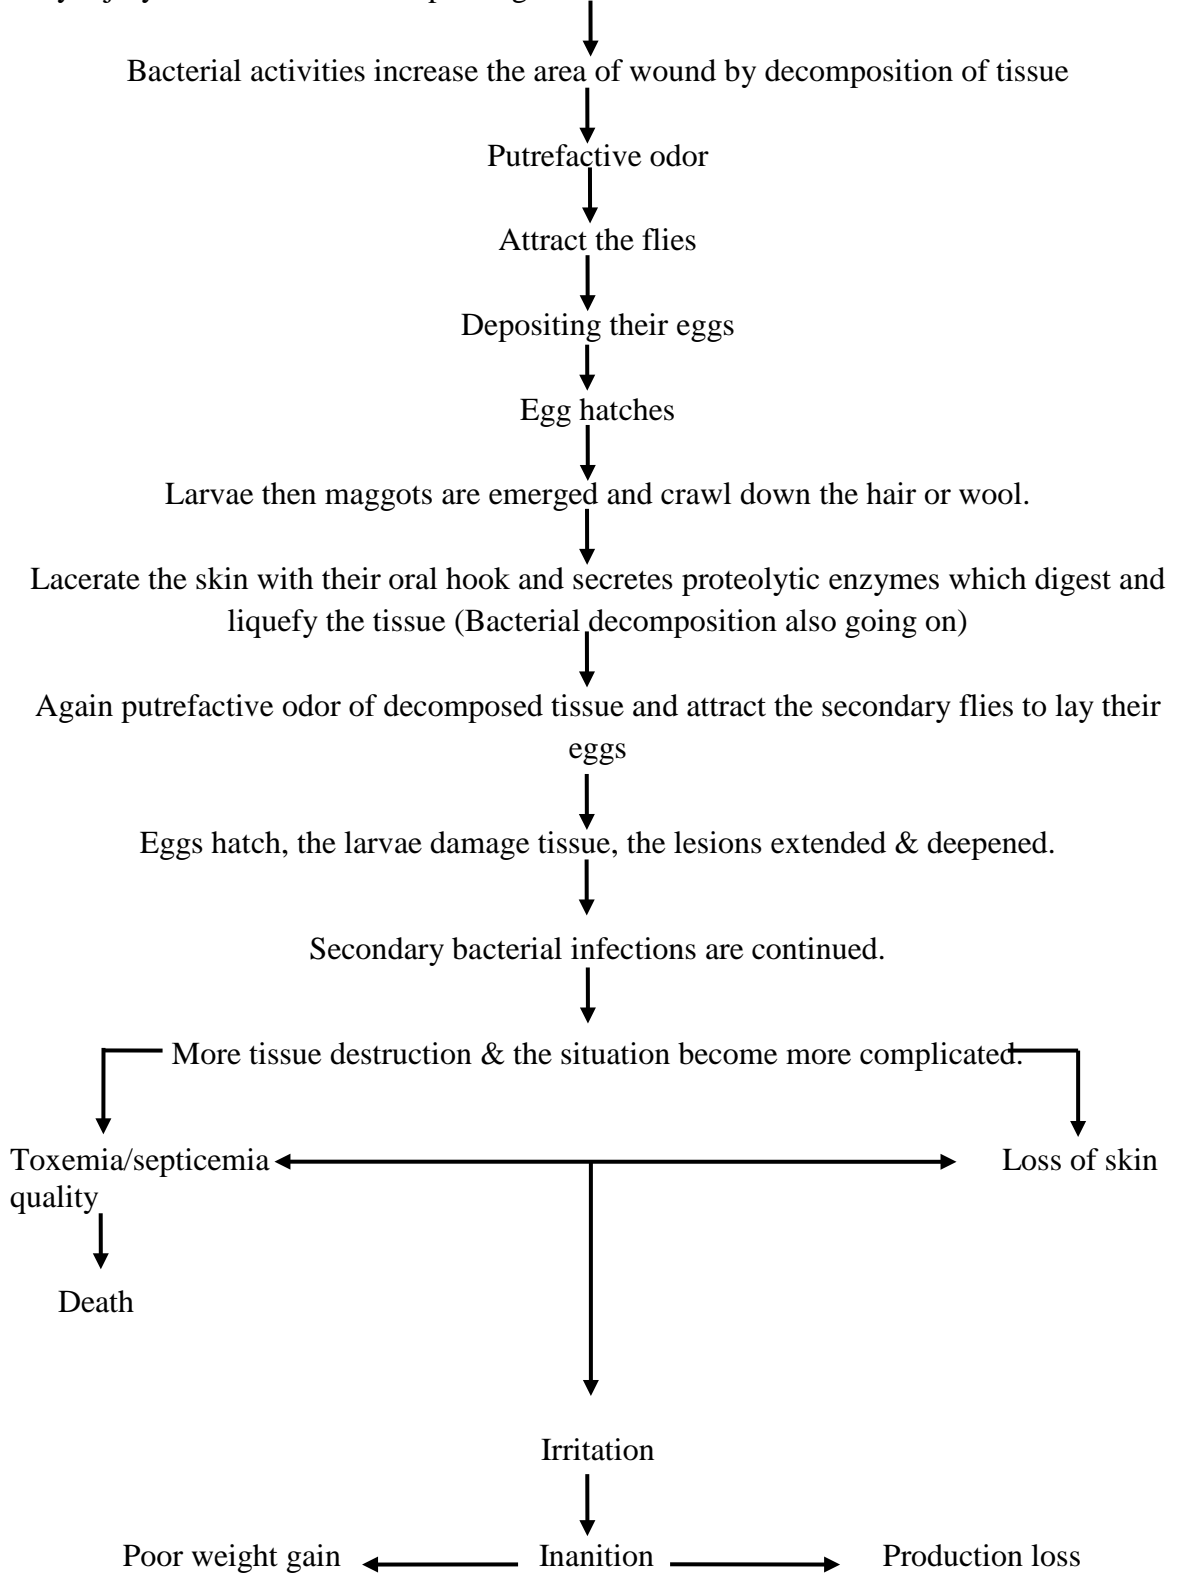 Bacterial activities increase the area of wound by decomposition of tissue
Putrefactive odor
Attract the flies
Depositing their eggs
Egg hatches
Larvae then maggots are emerged and crawl down the hair or wool.
Lacerate the skin with their oral hook and secretes proteolytic enzymes which digest and
liquefy the tissue (Bacterial decomposition also going on)
Again putrefactive odor of decomposed tissue and attract the secondary flies to lay their
eggs
Eggs hatch, the larvae damage tissue, the lesions extended & deepened.
Secondary bacterial infections are continued.
More tissue destruction & the situation become more complicated.
Toxemia/septicemia Loss of skin
quality
Death
Irritation
Poor weight gain Inanition Production loss